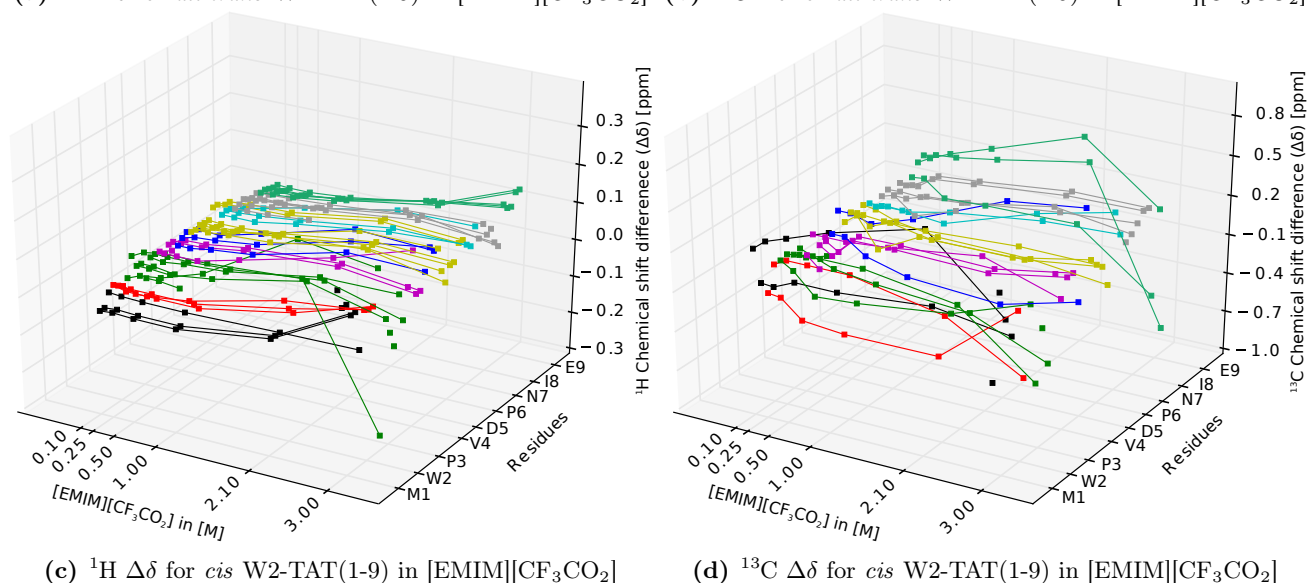 0.3
0.2
0.1
0.0
−0.1
−0.2
−0.3
¹H Chemical shift differenece (Δδ) [ppm]
E9
I8
N7
P6
D5
V4
P3
W2
M1
Residues
0.10
0.25
0.50
1.00
2.10
3.00
[EMIM][CF₃CO₂] in [M]
(c) ¹H Δδ for cis W2-TAT(1-9) in [EMIM][CF₃CO₂]
0.8
0.5
0.2
−0.1
−0.4
−0.7
−1.0
¹³C Chemical shift difference (Δδ) [ppm]
E9
I8
N7
P6
D5
V4
P3
W2
M1
Residues
0.10
0.25
0.50
1.00
2.10
3.00
[EMIM][CF₃CO₂] in [M]
(d) ¹³C Δδ for cis W2-TAT(1-9) in [EMIM][CF₃CO₂]